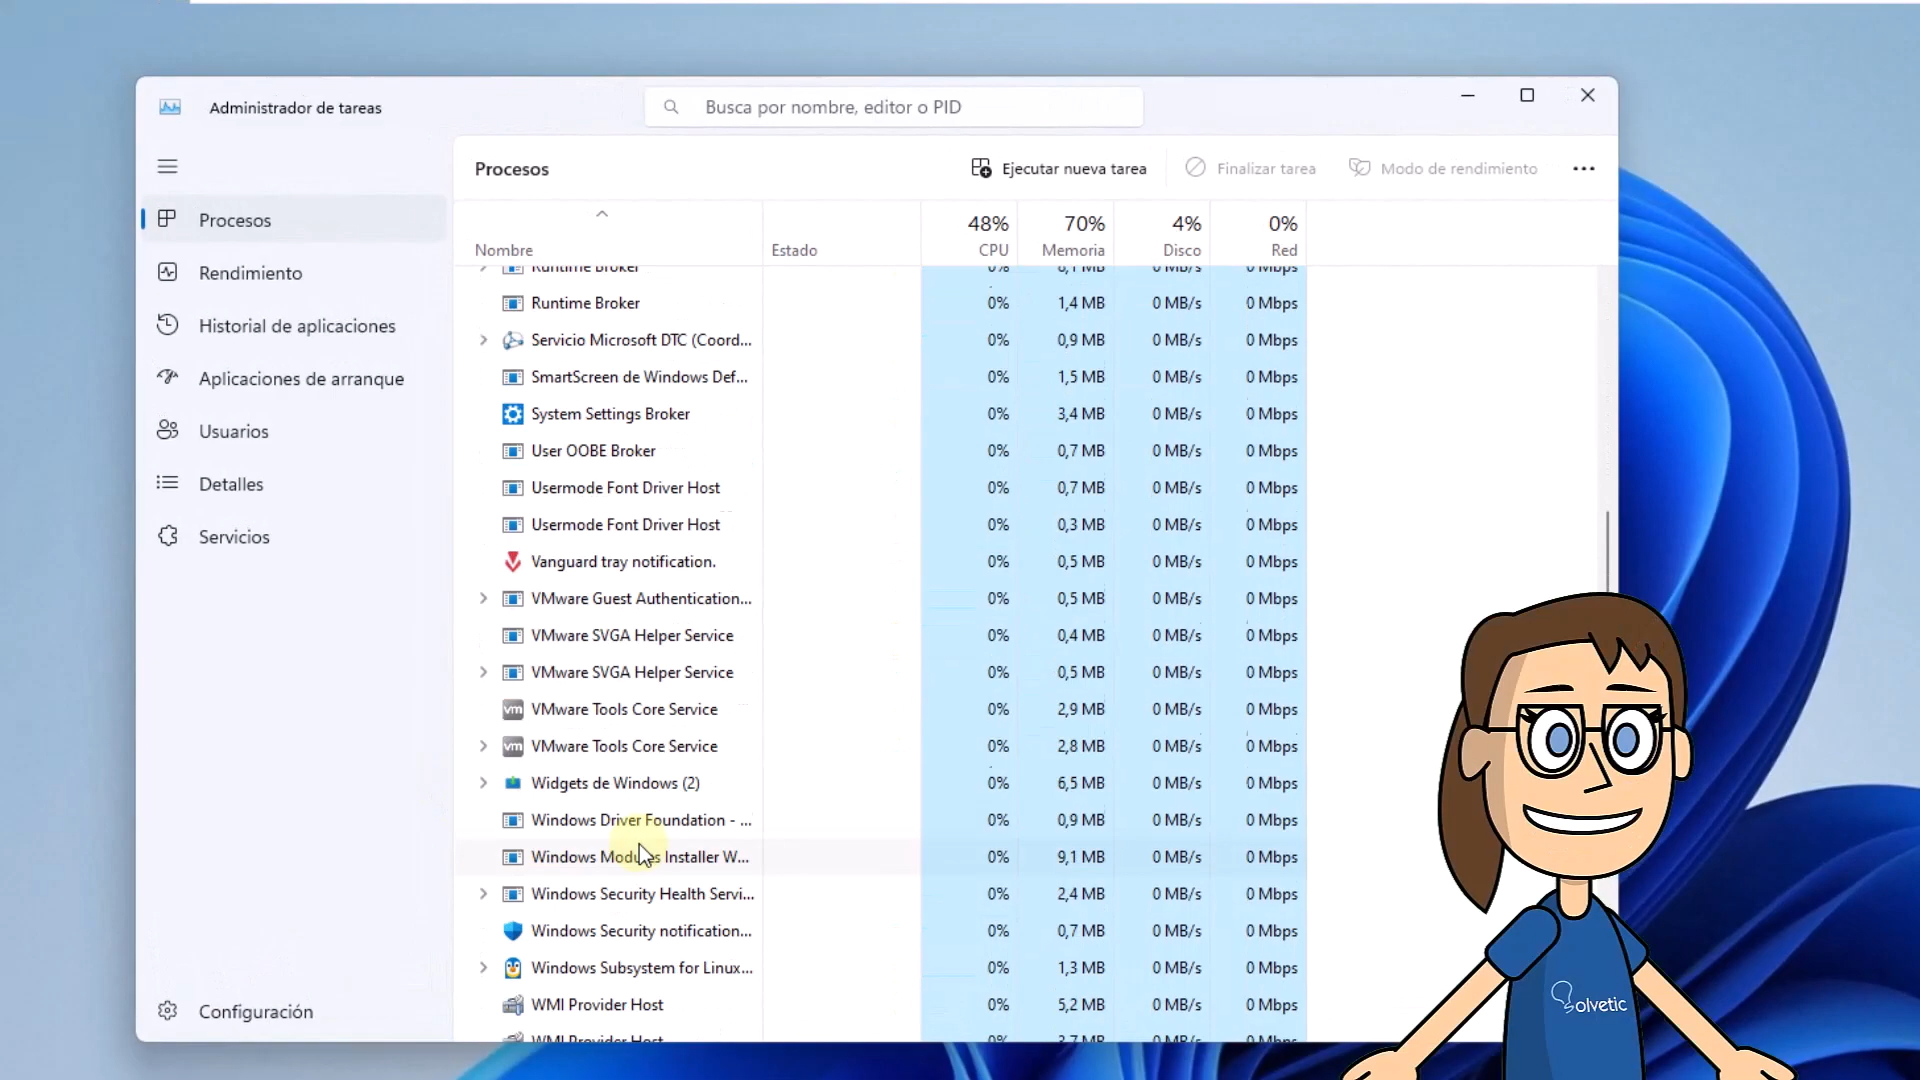 Administrador de tareas
Busca por nombre, editor o PID
Procesos
Rendimiento
Historial de aplicaciones
Aplicaciones de arranque
Usuarios
Detalles
Servicios
Configuración
Procesos
Ejecutar nueva tarea
Finalizar tarea
Modo de rendimiento
48% 70% 4% 0%
Nombre Estado CPU Memoria Disco Red
Runtime Broker 0% 0 MB/s 0 Mbps
Runtime Broker 0% 1,4 MB 0 MB/s 0 Mbps
Servicio Microsoft DTC (Coord... 0% 0,9 MB 0 MB/s 0 Mbps
SmartScreen de Windows Def... 0% 1,5 MB 0 MB/s 0 Mbps
System Settings Broker 0% 3,4 MB 0 MB/s 0 Mbps
User OOBE Broker 0% 0,7 MB 0 MB/s 0 Mbps
Usermode Font Driver Host 0% 0,7 MB 0 MB/s 0 Mbps
Usermode Font Driver Host 0% 0,3 MB 0 MB/s 0 Mbps
Vanguard tray notification. 0% 0,5 MB 0 MB/s 0 Mbps
VMware Guest Authentication... 0% 0,5 MB 0 MB/s 0 Mbps
VMware SVGA Helper Service 0% 0,4 MB 0 MB/s 0 Mbps
VMware SVGA Helper Service 0% 0,5 MB 0 MB/s 0 Mbps
vm VMware Tools Core Service 0% 2,9 MB 0 MB/s 0 Mbps
vm VMware Tools Core Service 0% 2,8 MB 0 MB/s 0 Mbps
Widgets de Windows (2) 0% 6,5 MB 0 MB/s 0 Mbps
Windows Driver Foundation - ... 0% 0,9 MB 0 MB/s 0 Mbps
Windows Modules Installer W... 0% 9,1 MB 0 MB/s 0 Mbps
Windows Security Health Servi... 0% 2,4 MB 0 MB/s 0 Mbps
Windows Security notification... 0% 0,7 MB 0 MB/s 0 Mbps
Windows Subsystem for Linux... 0% 1,3 MB 0 MB/s 0 Mbps
WMI Provider Host 0% 5,2 MB 0 MB/s 0 Mbps
WMI Provider Host 0% 0 MB/s 0 Mbps
Solvetic